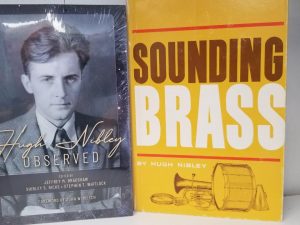 Hugh Nibley
OBSERVED
EDITED BY
JEFFREY M. BRADSHAW
SHIRLEY S. RICKS • STEPHEN T. WHITLOCK
SOUNDING
BRASS
BY HUGH NIBLEY